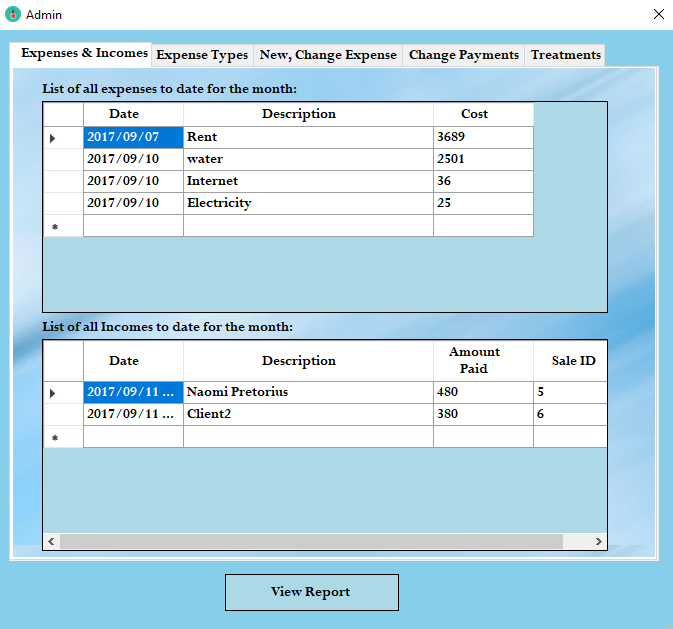 Admin
Expenses & Incomes Expense Types New, Change Expense Change Payments Treatments
List of all expenses to date for the month:
Date Description Cost
2017/09/07 Rent 3689
2017/09/10 water 2501
2017/09/10 Internet 36
2017/09/10 Electricity 25
List of all Incomes to date for the month:
Date Description Amount Paid Sale ID
2017/09/11 ... Naomi Pretorius 480 5
2017/09/11 ... Client2 380 6
View Report